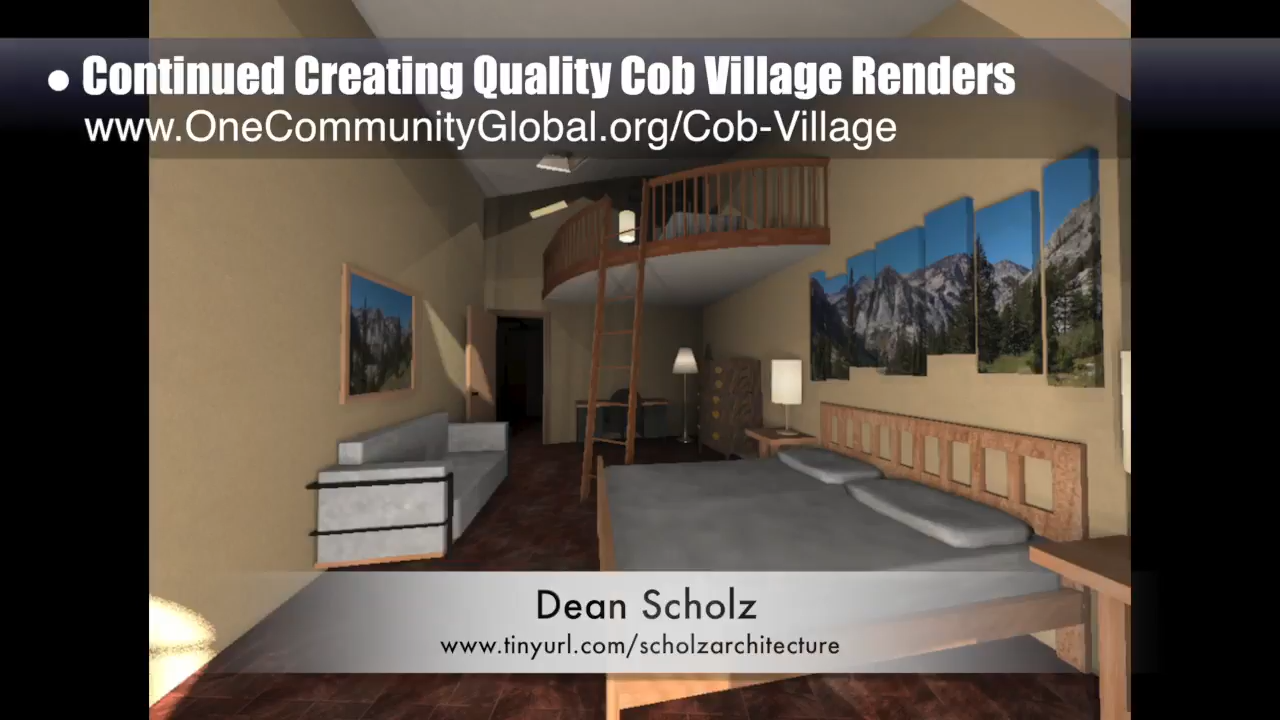 • Continued Creating Quality Cob Village Renders
www.OneCommunityGlobal.org/Cob-Village
Dean Scholz
www.tinyurl.com/scholzarchitecture